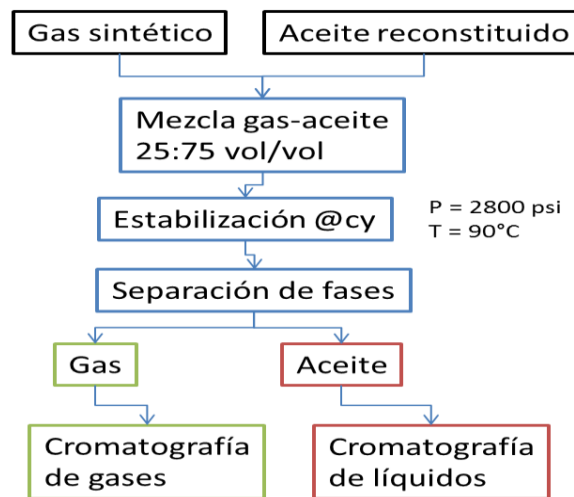 Gas sintético
Aceite reconstituido
Mezcla gas-aceite
25:75 vol/vol
Estabilización @cy
P = 2800 psi
T = 90°C
Separación de fases
Gas
Aceite
Cromatografía
de gases
Cromatografía
de líquidos